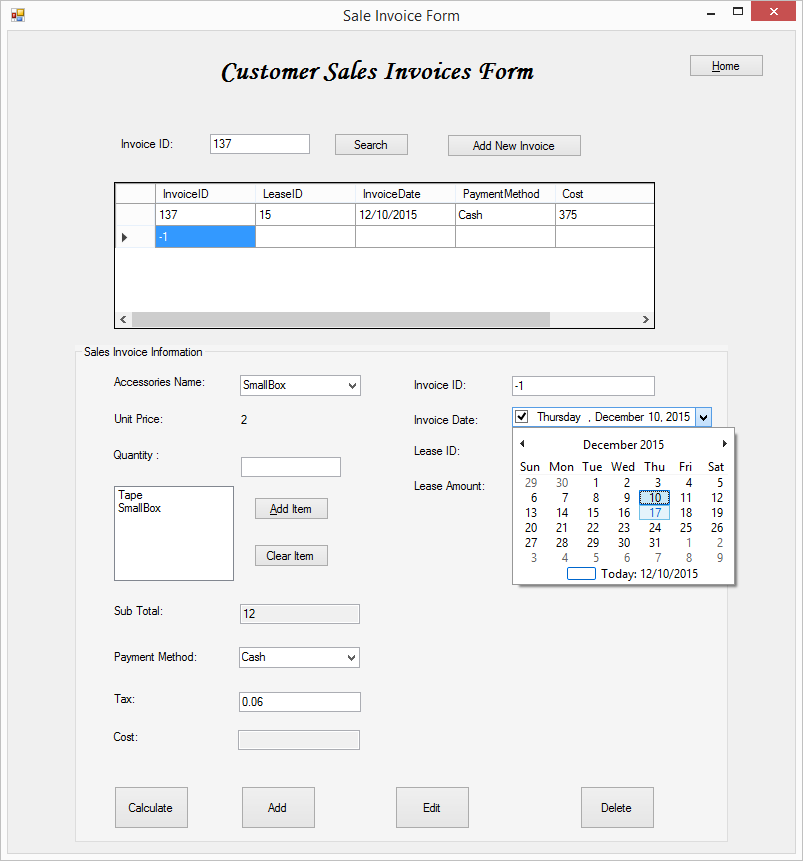 Sale Invoice Form
Customer Sales Invoices Form
Home
Invoice ID: 137 Search Add New Invoice
InvoiceID LeaseID InvoiceDate PaymentMethod Cost
137 15 12/10/2015 Cash 375
-1
Sales Invoice Information
Accessories Name: SmallBox
Unit Price: 2
Quantity :
Tape
SmallBox
Add Item
Clear Item
Sub Total: 12
Payment Method: Cash
Tax: 0.06
Cost:
Invoice ID: -1
Invoice Date: Thursday , December 10, 2015
Lease ID:
Lease Amount:
December 2015
Sun Mon Tue Wed Thu Fri Sat
29 30 1 2 3 4 5
6 7 8 9 10 11 12
13 14 15 16 17 18 19
20 21 22 23 24 25 26
27 28 29 30 31 1 2
3 4 5 6 7 8 9
Today: 12/10/2015
Calculate Add Edit Delete